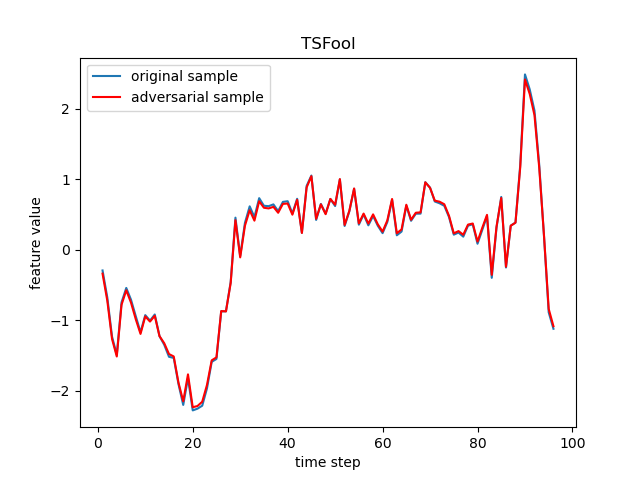 TSFool
original sample
adversarial sample
feature value
2
1
0
−1
−2
0
20
40
60
80
100
time step